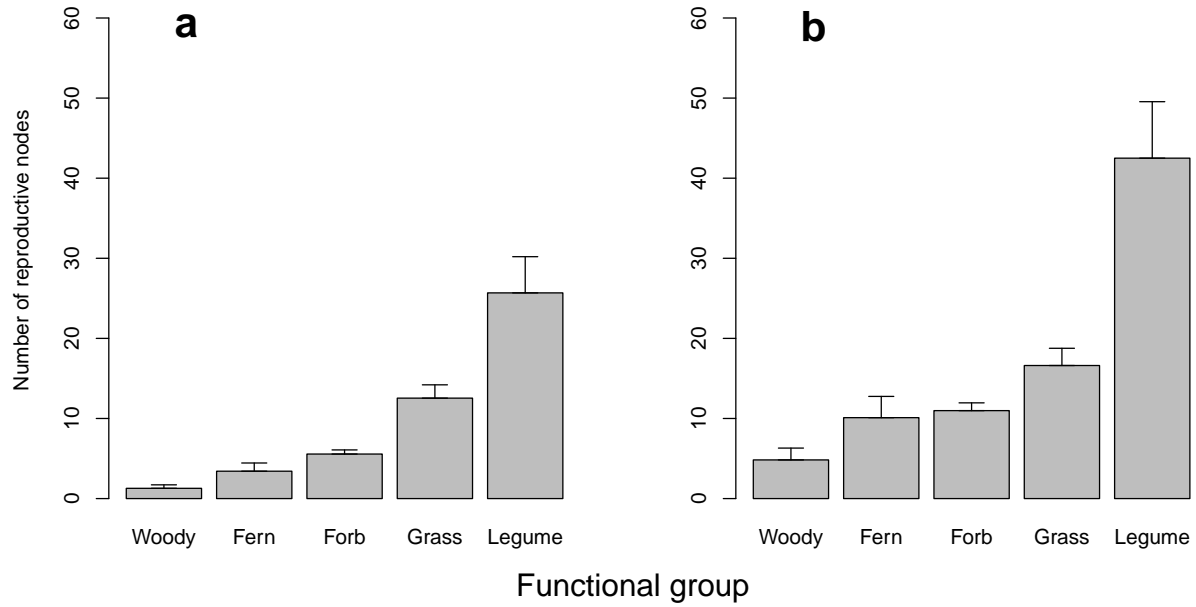 a
Number of reproductive nodes
60
50
40
30
20
10
0
Woody Fern Forb Grass Legume
b
60
50
40
30
20
10
0
Woody Fern Forb Grass Legume
Functional group